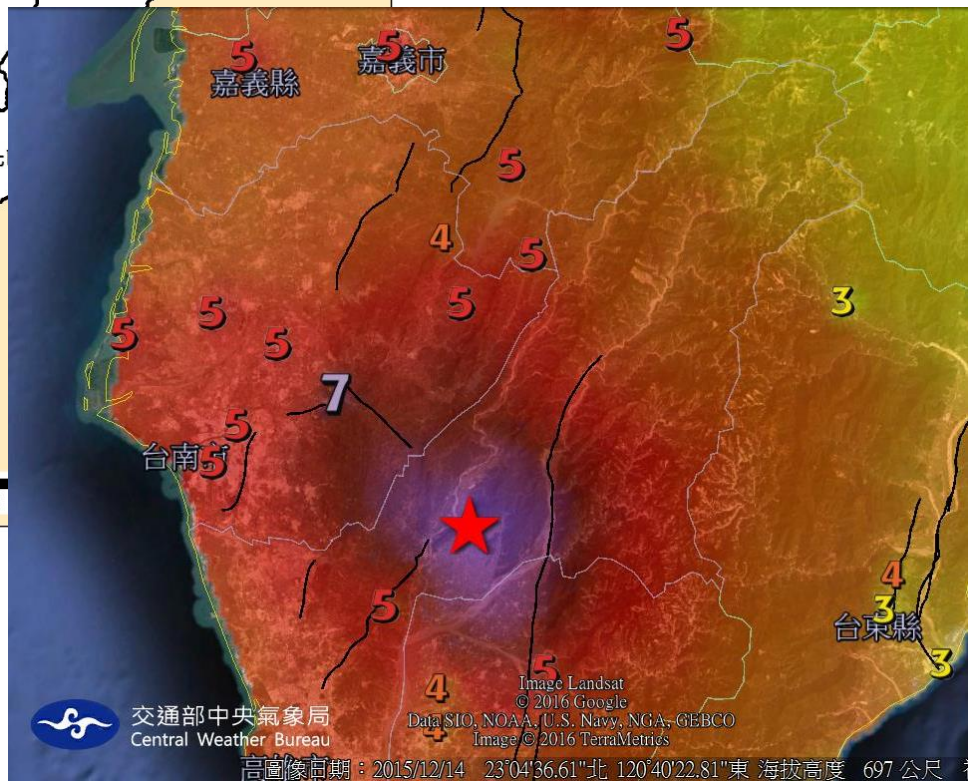 5
5
5
嘉義縣
嘉義市
5
4
5
3
5
5
5
5
7
5
台南市
5
5
4
3
台東縣
3
5
4
4
Image Landsat
© 2016 Google
Data SIO, NOAA, U.S. Navy, NGA, GEBCO
Image © 2016 TerraMetrics
交通部中央氣象局
Central Weather Bureau
圖像日期：2015/12/14 23°04'36.61"北 120°40'22.81"東 海拔高度 697 公尺